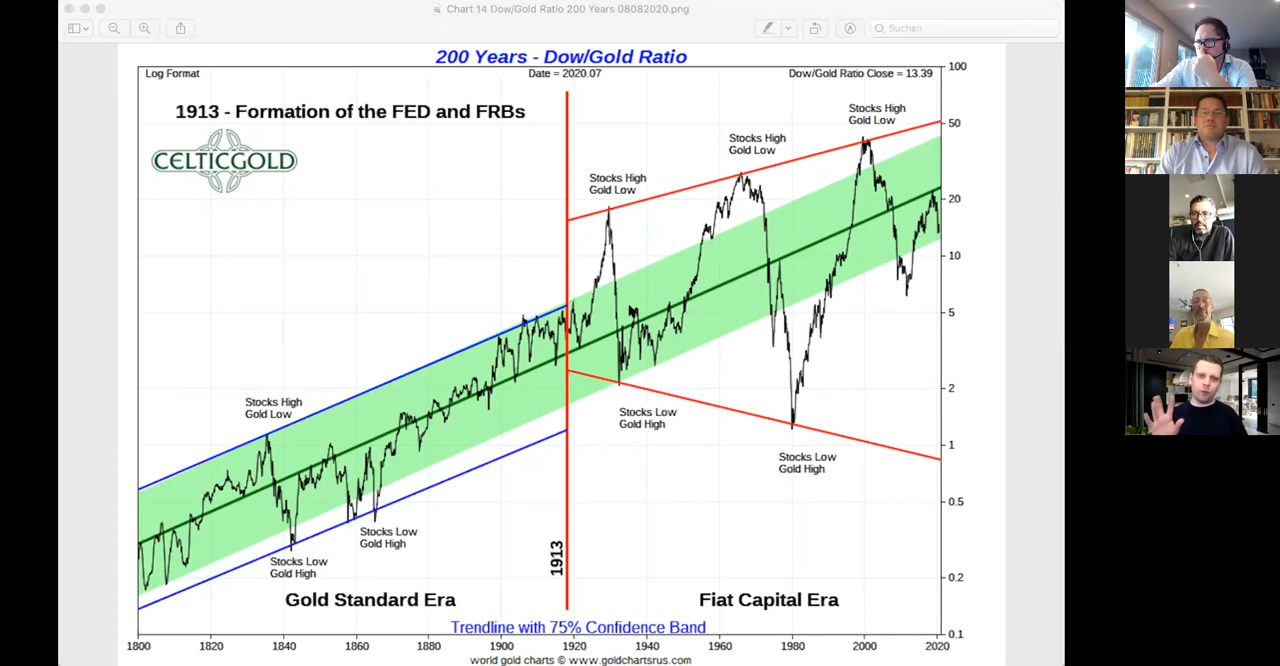 Chart 14 Dow/Gold Ratio 200 Years 08082020.png
Suchen
200 Years - Dow/Gold Ratio
Log Format
Date = 2020.07
Dow/Gold Ratio Close = 13.39
1913 - Formation of the FED and FRBs
CELTICGOLD
Stocks High
Gold Low
Stocks High
Gold Low
Stocks High
Gold Low
Stocks High
Gold Low
Stocks Low
Gold High
Stocks Low
Gold High
Stocks Low
Gold High
Stocks Low
Gold High
1913
Gold Standard Era
Fiat Capital Era
Trendline with 75% Confidence Band
100
50
20
10
5
2
1
0.5
0.2
0.1
1800 1820 1840 1860 1880 1900 1920 1940 1960 1980 2000 2020
world gold charts © www.goldchartsrus.com